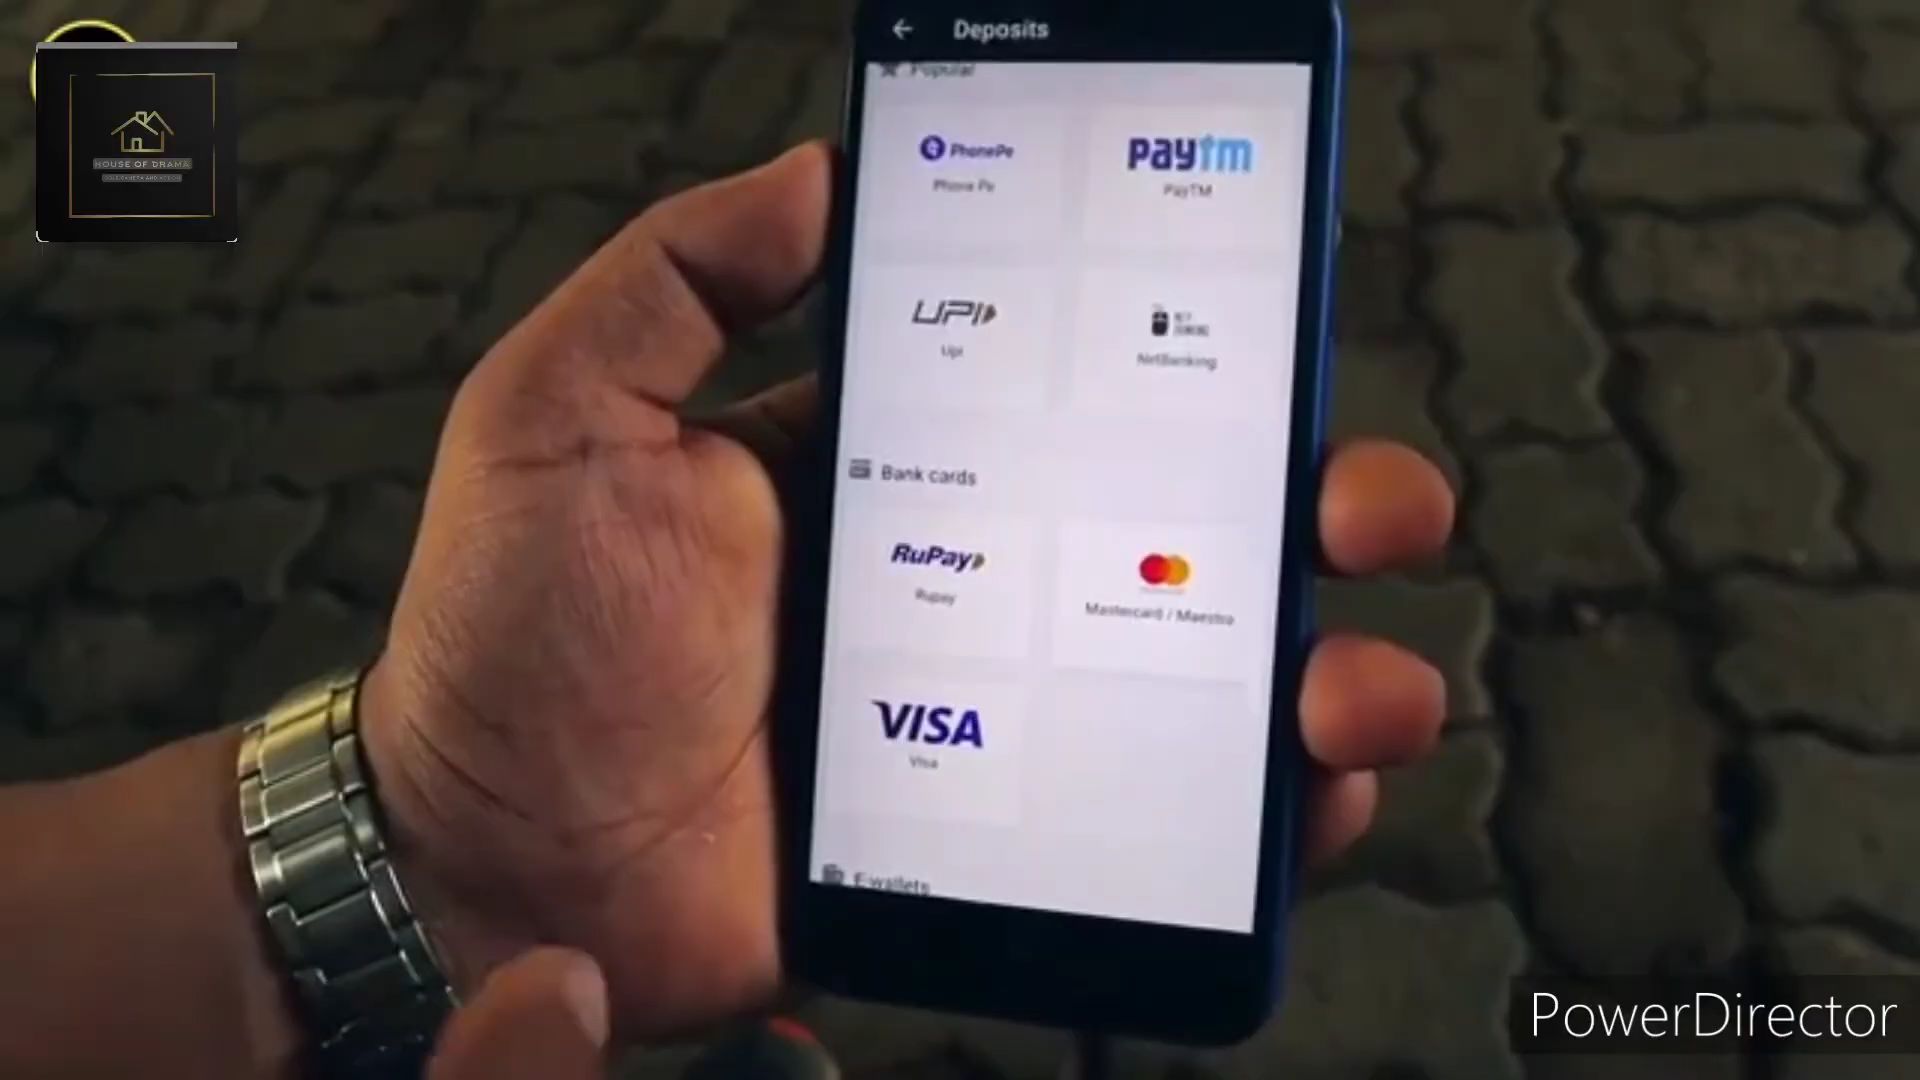 Deposits
Popular
PhonePe
Phone Pe
paytm
PayTM
UPI
Upi
NetBanking
Bank cards
RuPay
Rupay
Mastercard / Maestro
VISA
Visa
E-wallets
HOUSE OF DRAMA
PowerDirector